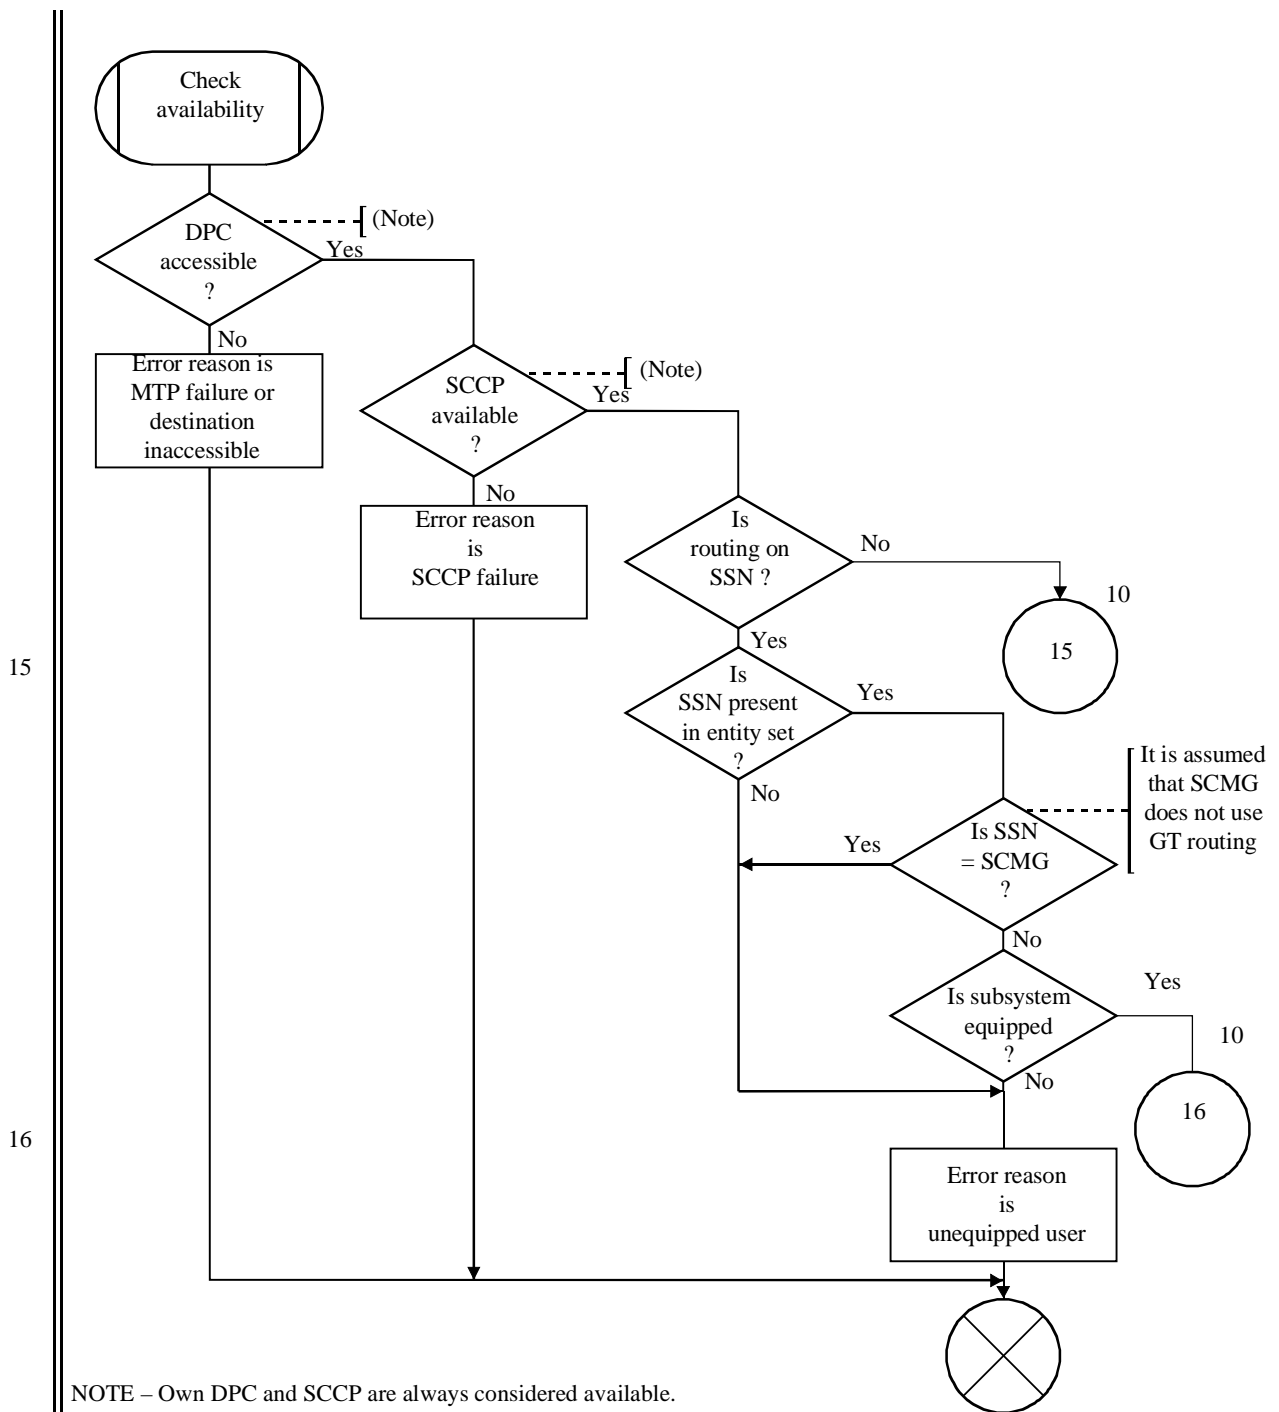 Check
availability
(Note)
DPC
accessible
?
Yes
No
Error reason is
MTP failure or
destination
inaccessible
(Note)
SCCP
available
?
Yes
No
Error reason
is
SCCP failure
Is
routing on
SSN ?
No
10
15
Yes
15
Is
SSN present
in entity set
?
Yes
No
It is assumed
that SCMG
does not use
GT routing
Is SSN
= SCMG
?
Yes
No
Is subsystem
equipped
?
Yes
10
16
No
16
Error reason
is
unequipped user
NOTE – Own DPC and SCCP are always considered available.